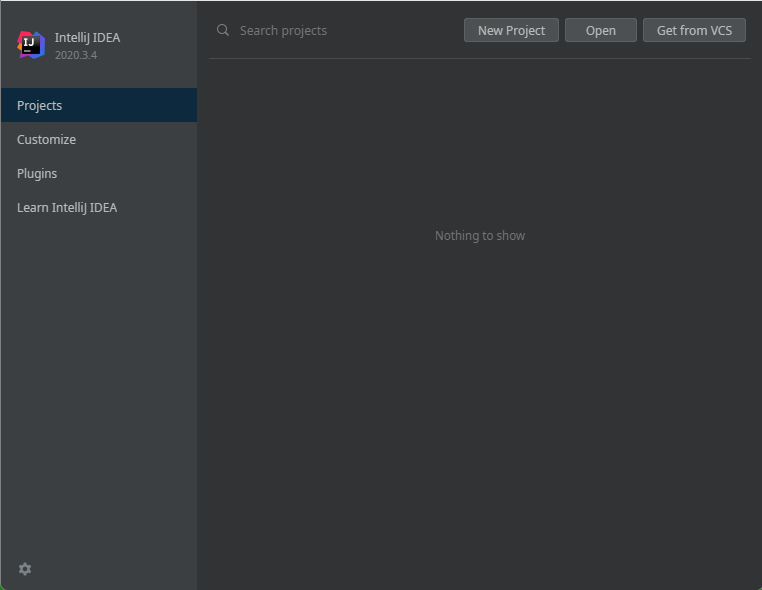 IJ
IntelliJ IDEA
2020.3.4
Projects
Customize
Plugins
Learn IntelliJ IDEA
Search projects
New Project
Open
Get from VCS
Nothing to show